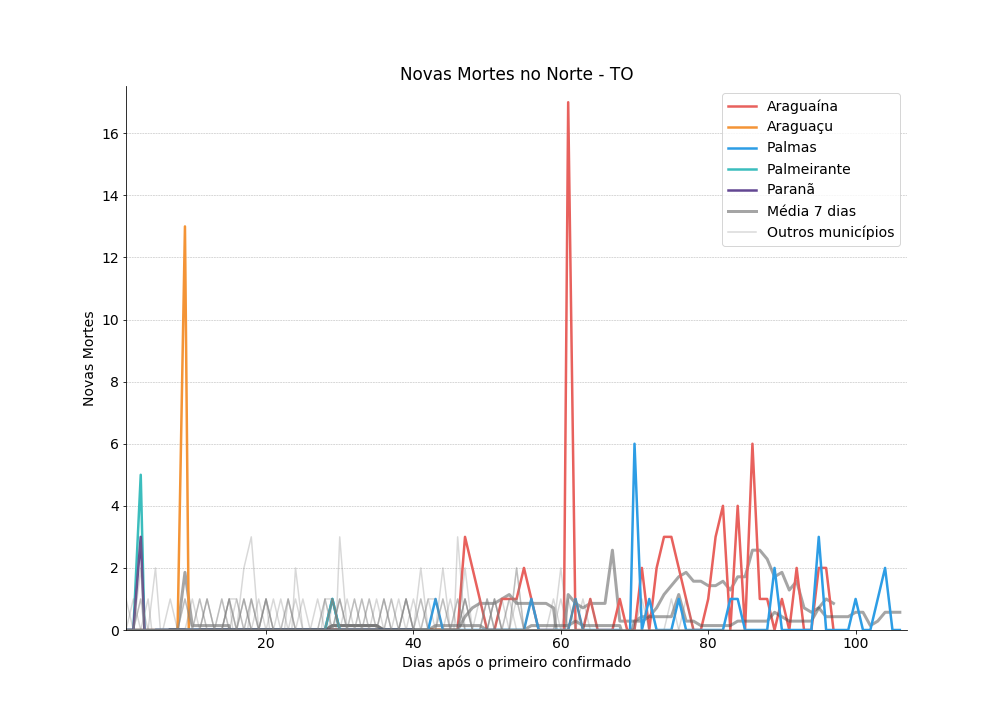 Novas Mortes no Norte - TO
Araguaína
Araguaçu
Palmas
Palmeirante
Paranã
Média 7 dias
Outros municípios
Novas Mortes
16
14
12
10
8
6
4
2
0
20
40
60
80
100
Dias após o primeiro confirmado